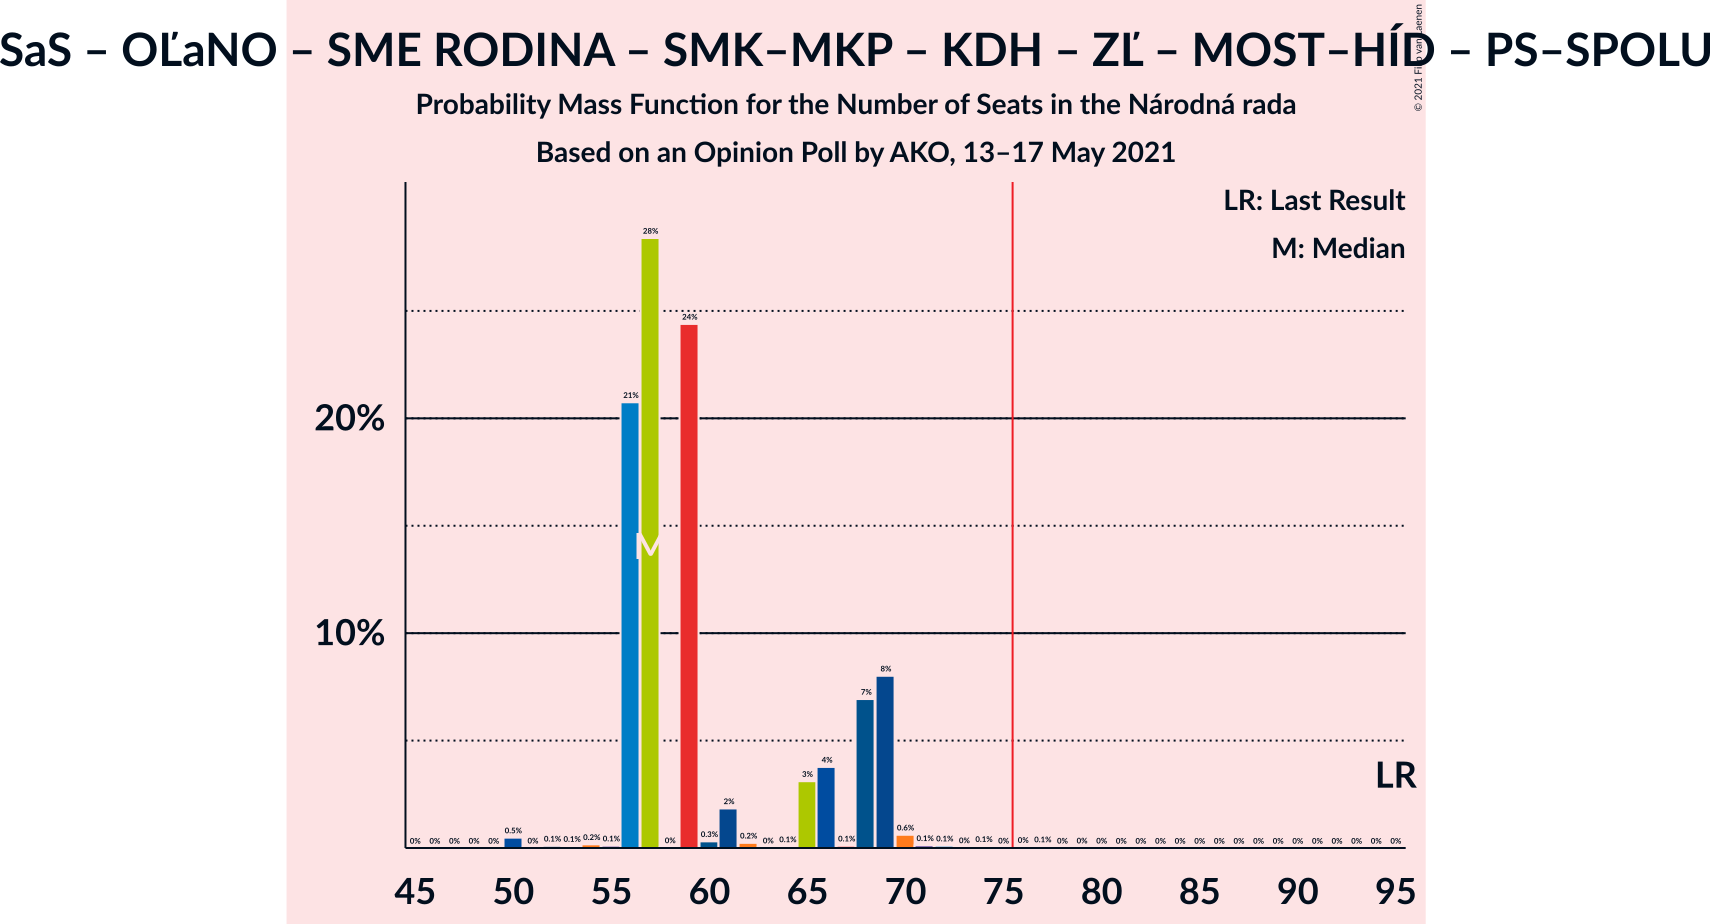 SaS – OĽaNO – SME RODINA – SMK–MKP – KDH – ZĽ – MOST–HÍD – PS–SPOLU
Probability Mass Function for the Number of Seats in the Národná rada
Based on an Opinion Poll by AKO, 13–17 May 2021
© 2021 Filip van Laenen
LR: Last Result
M: Median
28%
24%
21%
20%
M
10%
8%
7%
LR
4%
3%
2%
0% 0% 0% 0% 0% 0.5% 0% 0.1% 0.1% 0.2% 0.1% 0% 0.3% 0.2% 0% 0.1% 0.1% 0.6% 0.1% 0.1% 0% 0.1% 0% 0% 0.1% 0% 0% 0% 0% 0% 0% 0% 0% 0% 0% 0% 0% 0% 0% 0% 0% 0% 0%
45 50 55 60 65 70 75 80 85 90 95